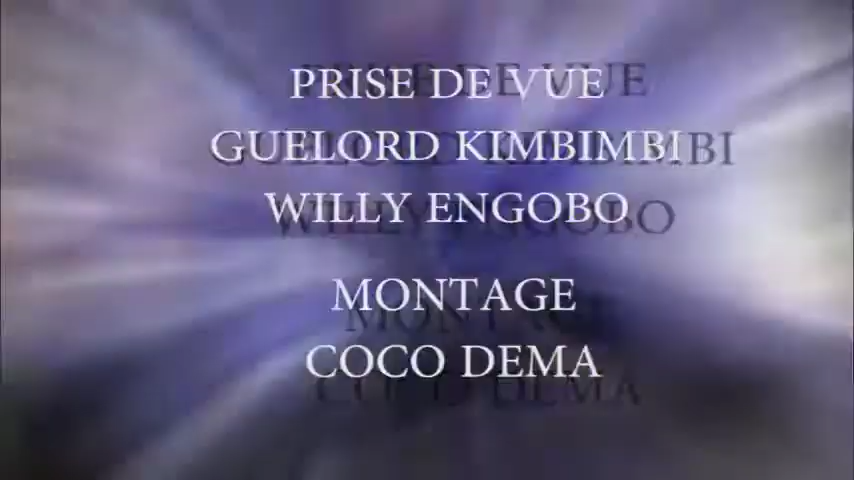 PRISE DE VUE
GUELORD KIMBIMBI
WILLY ENGOBO
MONTAGE
COCO DEMA